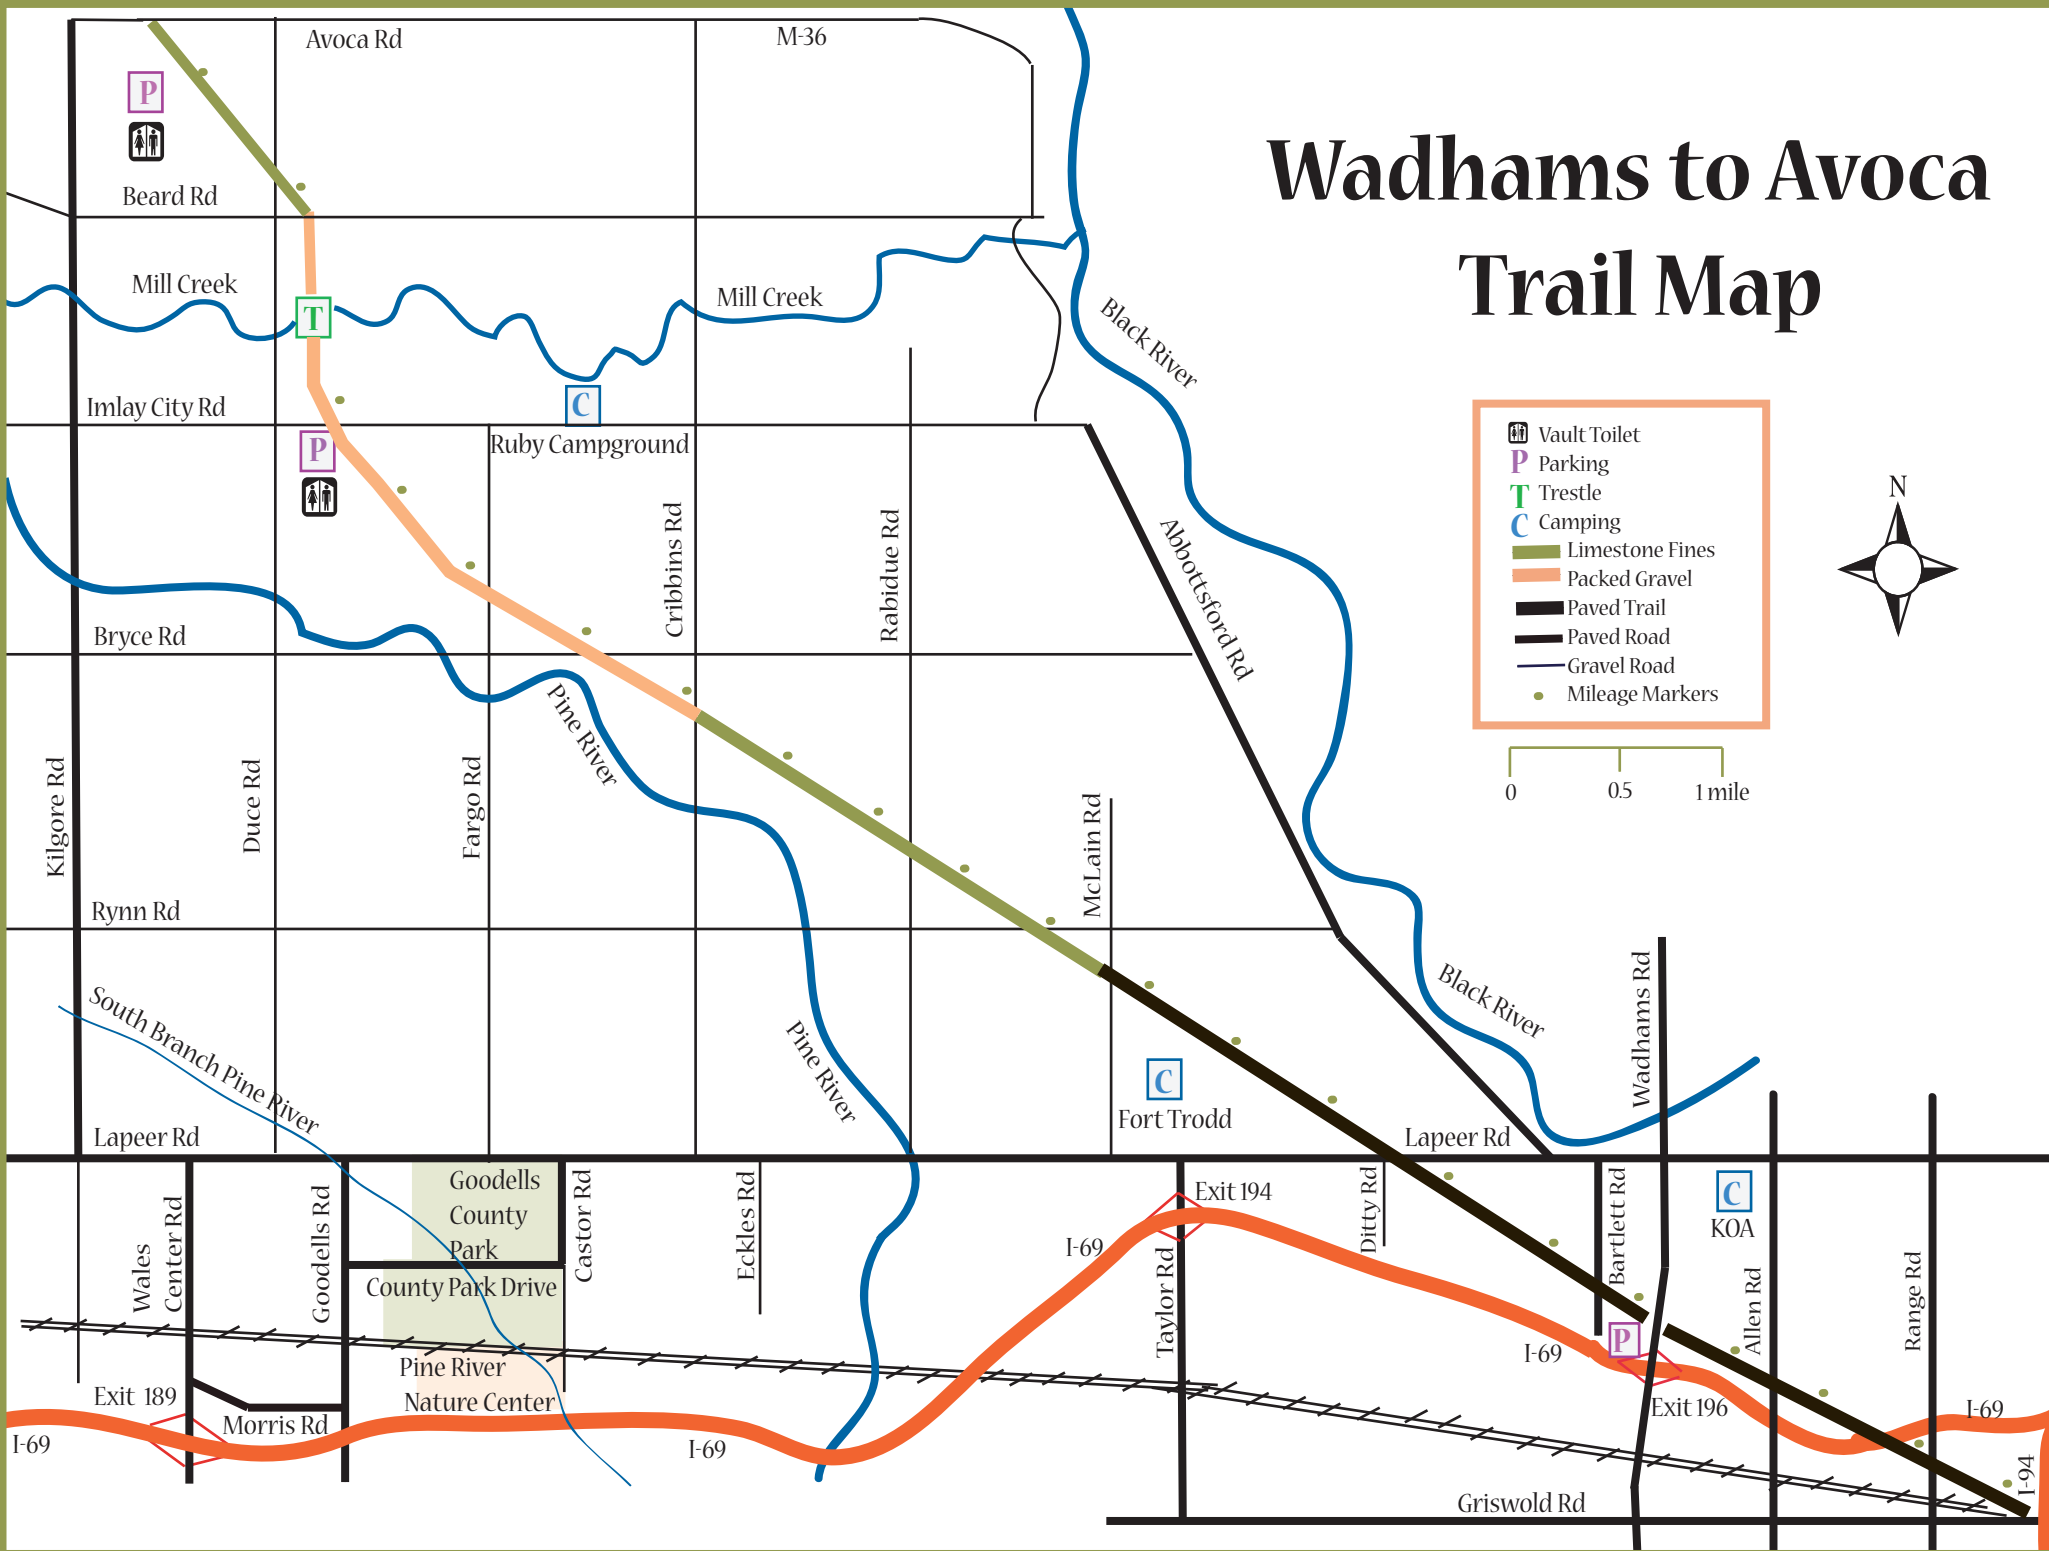 Avoca Rd
M-36
P
Beard Rd
Wadhams to Avoca
Trail Map
Mill Creek
T
Mill Creek
Black River
Imlay City Rd
C
Ruby Campground
P
Vault Toilet
P Parking
T Trestle
C Camping
Limestone Fines
Packed Gravel
Paved Trail
Paved Road
Gravel Road
Mileage Markers
N
0
0.5
1 mile
Cribbins Rd
Rabidue Rd
Abbottsford Rd
Bryce Rd
Pine River
Kilgore Rd
Duce Rd
Fargo Rd
McLain Rd
Rynn Rd
South Branch Pine River
Pine River
Black River
Wadhams Rd
C
Fort Trodd
Lapeer Rd
Lapeer Rd
Goodells
County
Park
County Park Drive
Wales
Center Rd
Goodells Rd
Castor Rd
Eckles Rd
I-69
Exit 194
Taylor Rd
Ditty Rd
Bartlett Rd
C
KOA
Allen Rd
Range Rd
P
I-69
Pine River
Nature Center
Exit 189
Morris Rd
I-69
I-69
Exit 196
I-69
I-94
Griswold Rd